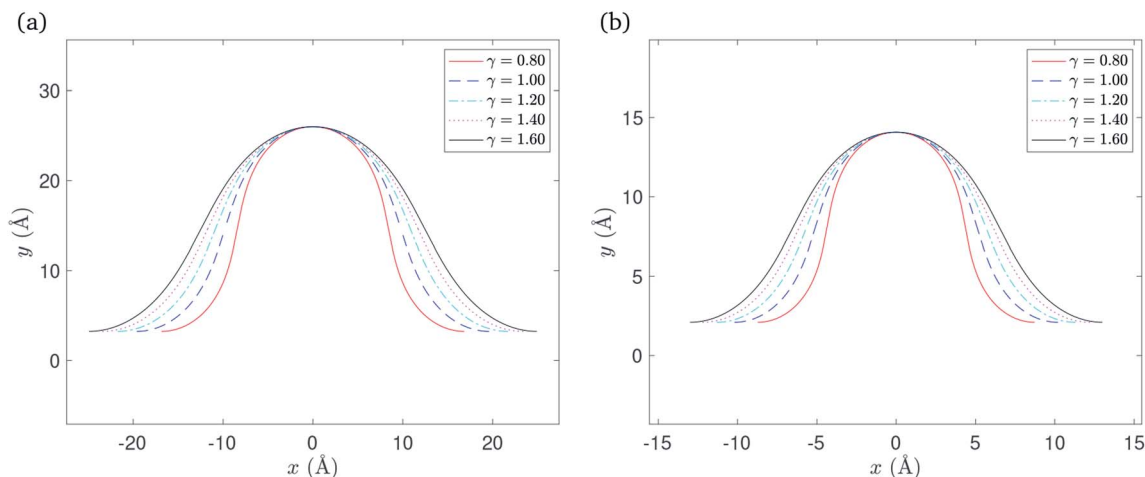 (a)
γ = 0.80
γ = 1.00
γ = 1.20
γ = 1.40
γ = 1.60
30
20
10
0
y (Å)
-20 -10 0 10 20
x (Å)
(b)
γ = 0.80
γ = 1.00
γ = 1.20
γ = 1.40
γ = 1.60
15
10
5
0
y (Å)
-15 -10 -5 0 5 10 15
x (Å)